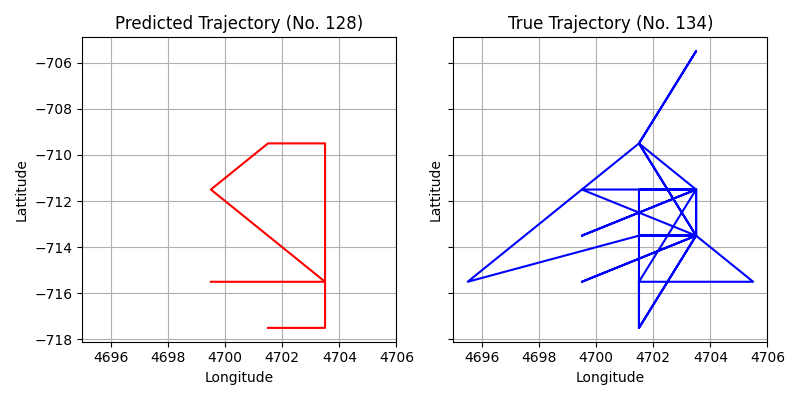 Predicted Trajectory (No. 128)
Lattitude
−706
−708
−710
−712
−714
−716
−718
4696 4698 4700 4702 4704 4706
Longitude
True Trajectory (No. 134)
Lattitude
4696 4698 4700 4702 4704 4706
Longitude